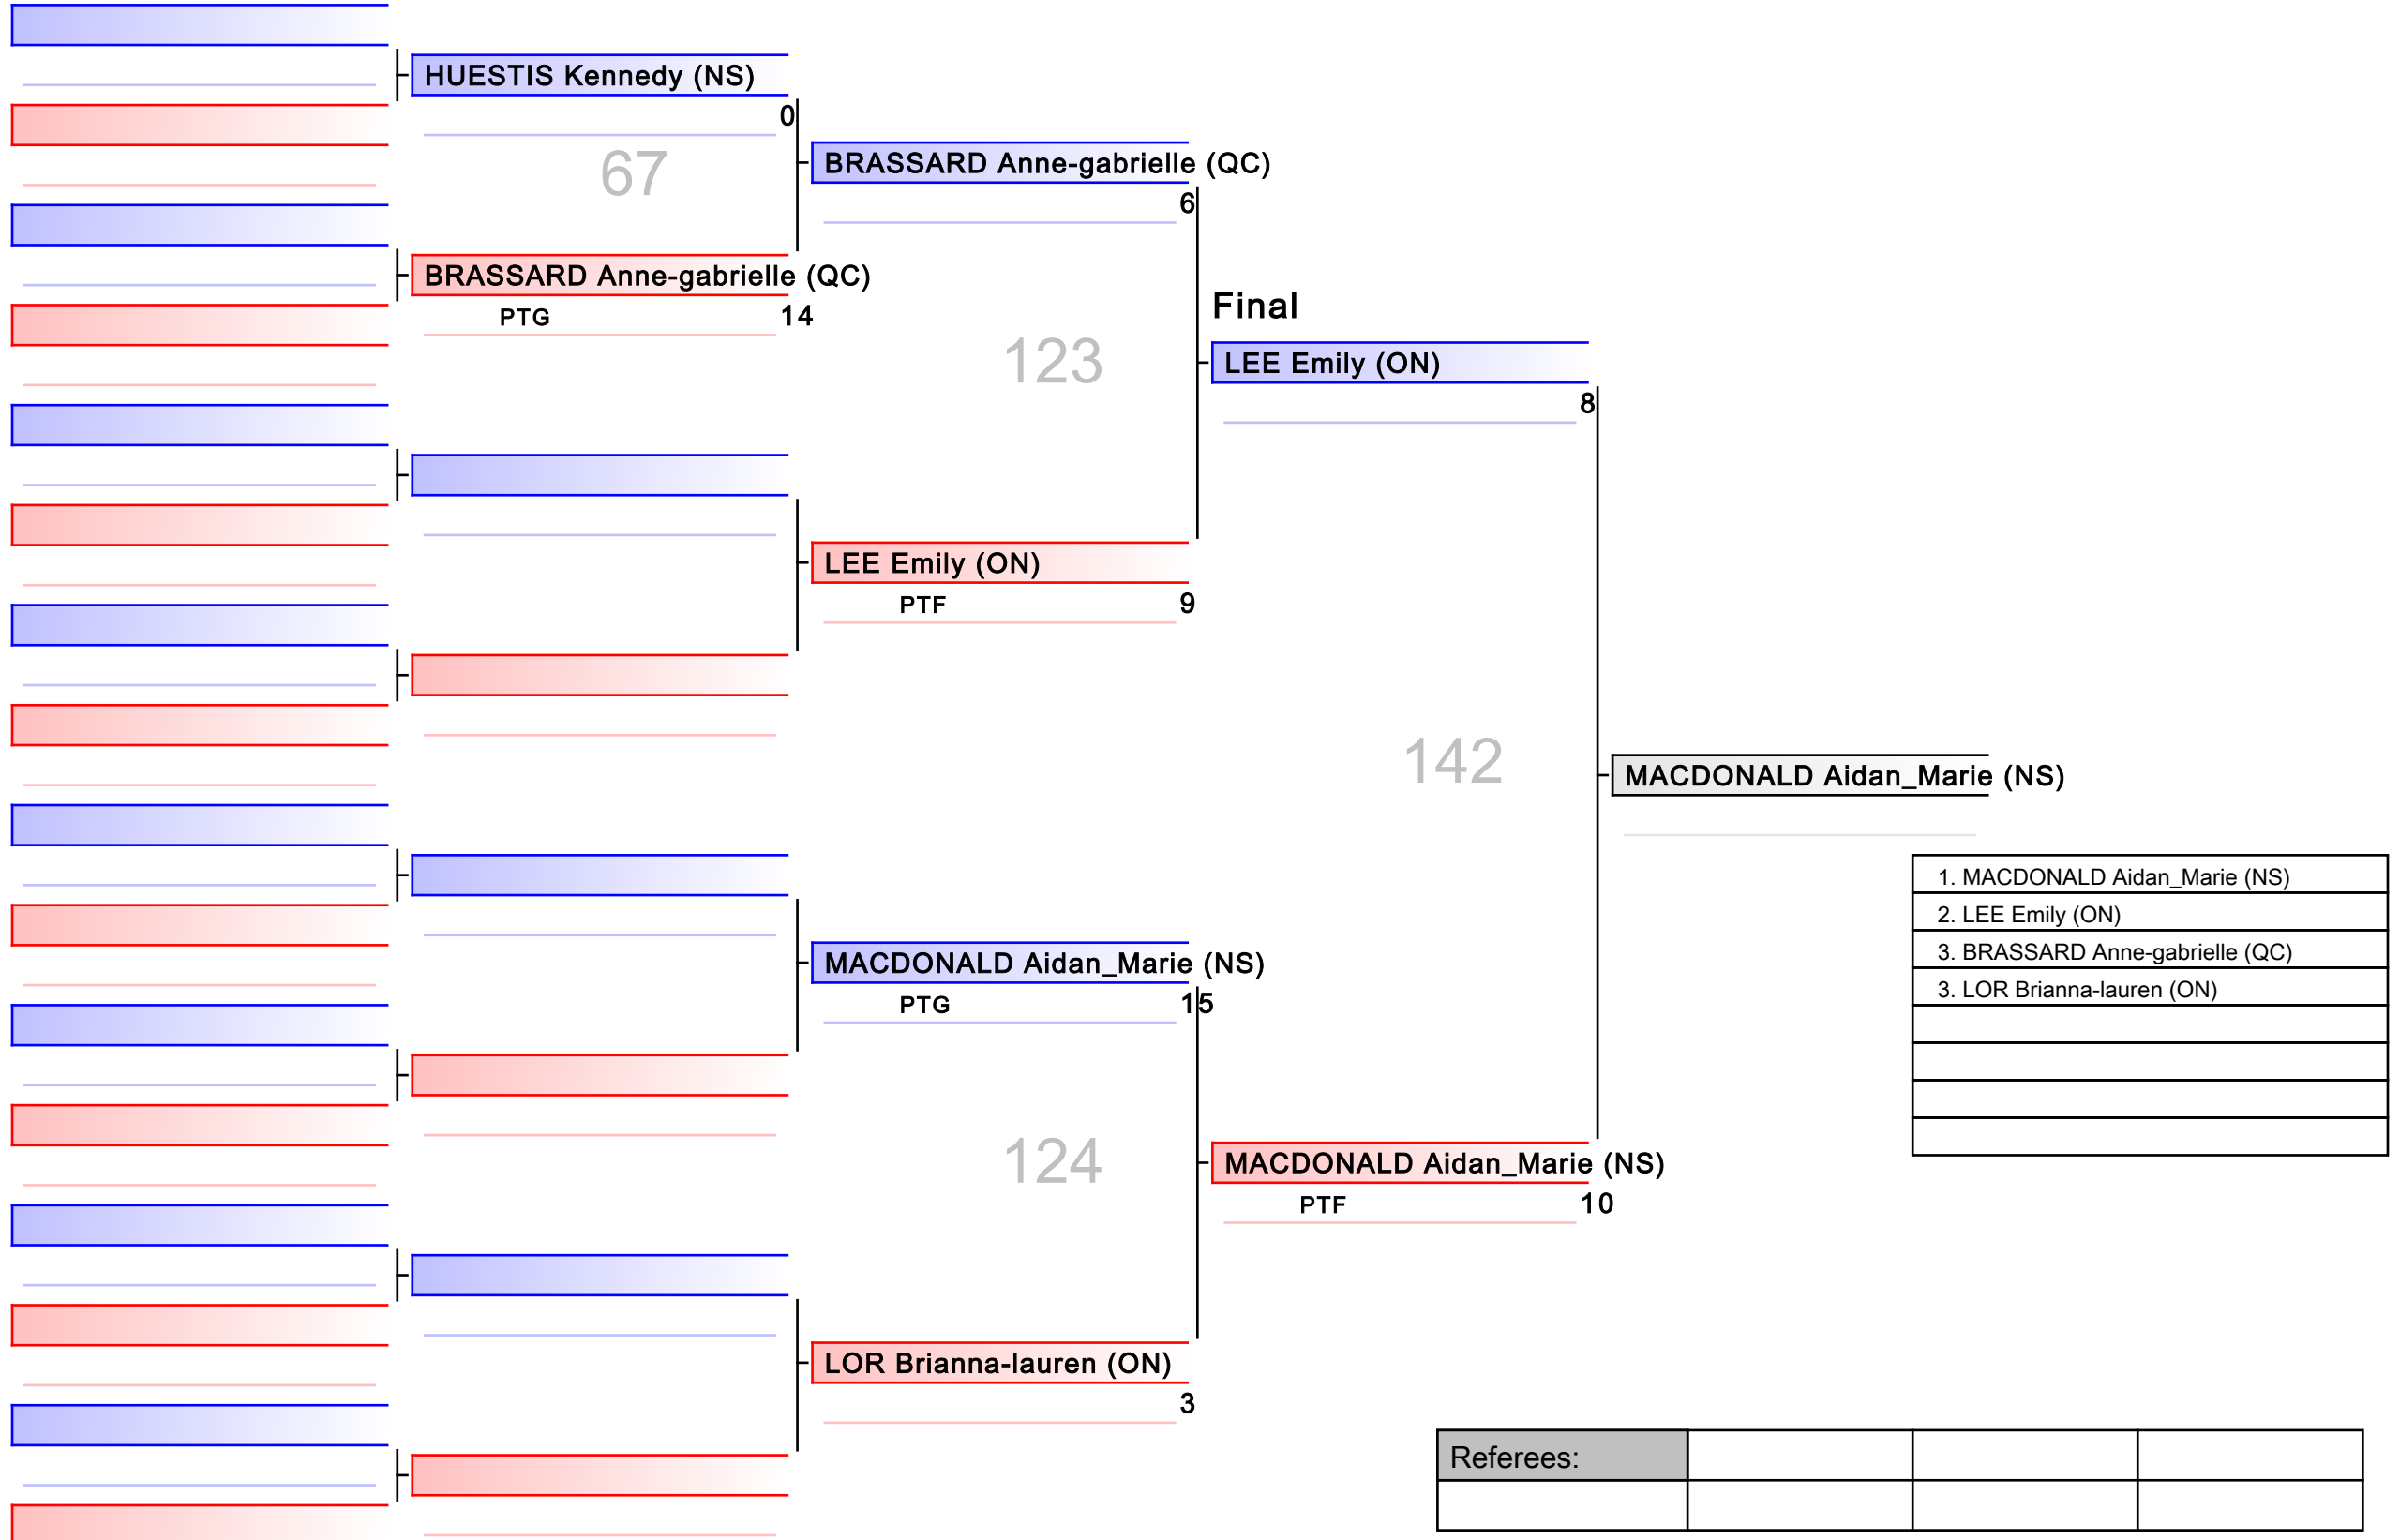 HUESTIS Kennedy (NS)
0
67
BRASSARD Anne-gabrielle (QC)
PTG 14
BRASSARD Anne-gabrielle (QC)
6
123
LEE Emily (ON)
PTF 9
Final
LEE Emily (ON)
8
142
MACDONALD Aidan_Marie (NS)
MACDONALD Aidan_Marie (NS)
PTG 15
124
LOR Brianna-lauren (ON)
3
MACDONALD Aidan_Marie (NS)
PTF 10
1. MACDONALD Aidan_Marie (NS)
2. LEE Emily (ON)
3. BRASSARD Anne-gabrielle (QC)
3. LOR Brianna-lauren (ON)
Referees: